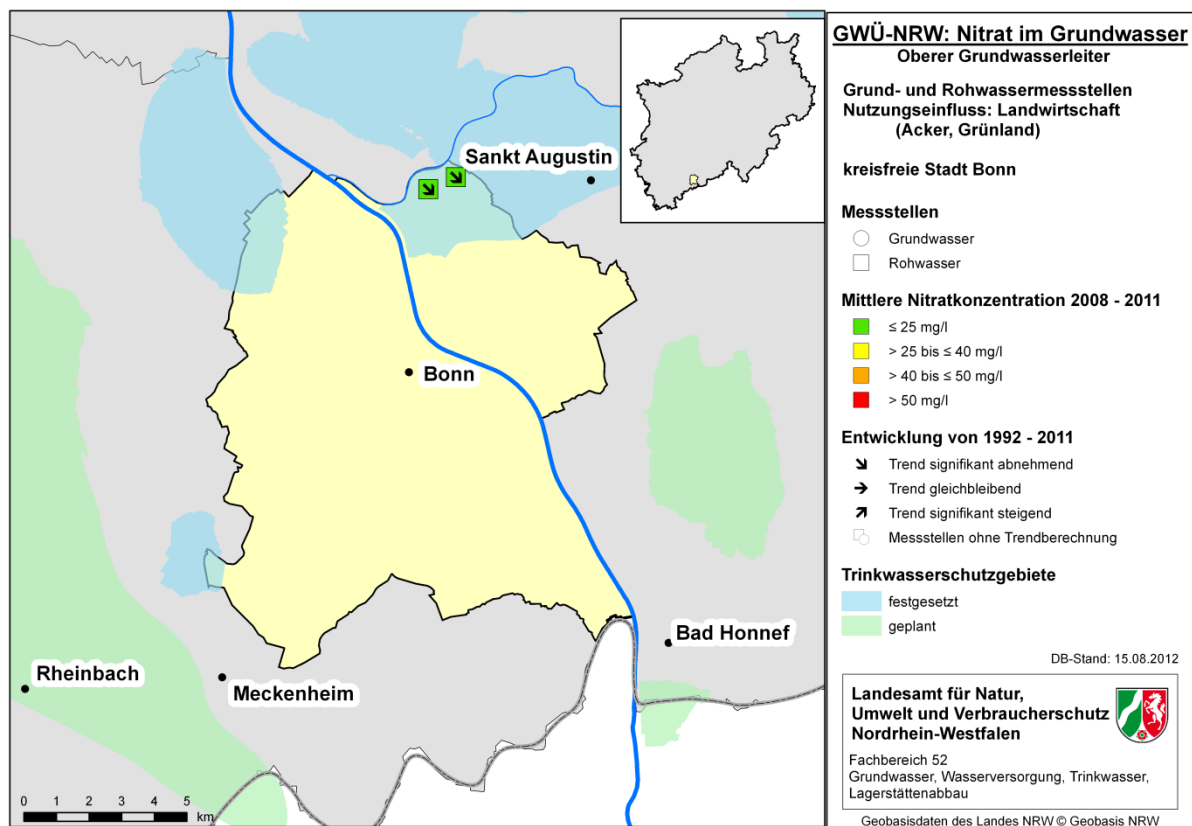 Sankt Augustin
Bonn
Bad Honnef
Rheinbach
Meckenheim
0 1 2 3 4 5
km
GWÜ-NRW: Nitrat im Grundwasser
Oberer Grundwasserleiter
Grund- und Rohwassermessstellen
Nutzungseinfluss: Landwirtschaft
(Acker, Grünland)
kreisfreie Stadt Bonn
Messstellen
Grundwasser
Rohwasser
Mittlere Nitratkonzentration 2008 - 2011
≤ 25 mg/l
> 25 bis ≤ 40 mg/l
> 40 bis ≤ 50 mg/l
> 50 mg/l
Entwicklung von 1992 - 2011
Trend signifikant abnehmend
Trend gleichbleibend
Trend signifikant steigend
Messstellen ohne Trendberechnung
Trinkwasserschutzgebiete
festgesetzt
geplant
DB-Stand: 15.08.2012
Landesamt für Natur,
Umwelt und Verbraucherschutz
Nordrhein-Westfalen
Fachbereich 52
Grundwasser, Wasserversorgung, Trinkwasser,
Lagerstättenabbau
Geobasisdaten des Landes NRW © Geobasis NRW